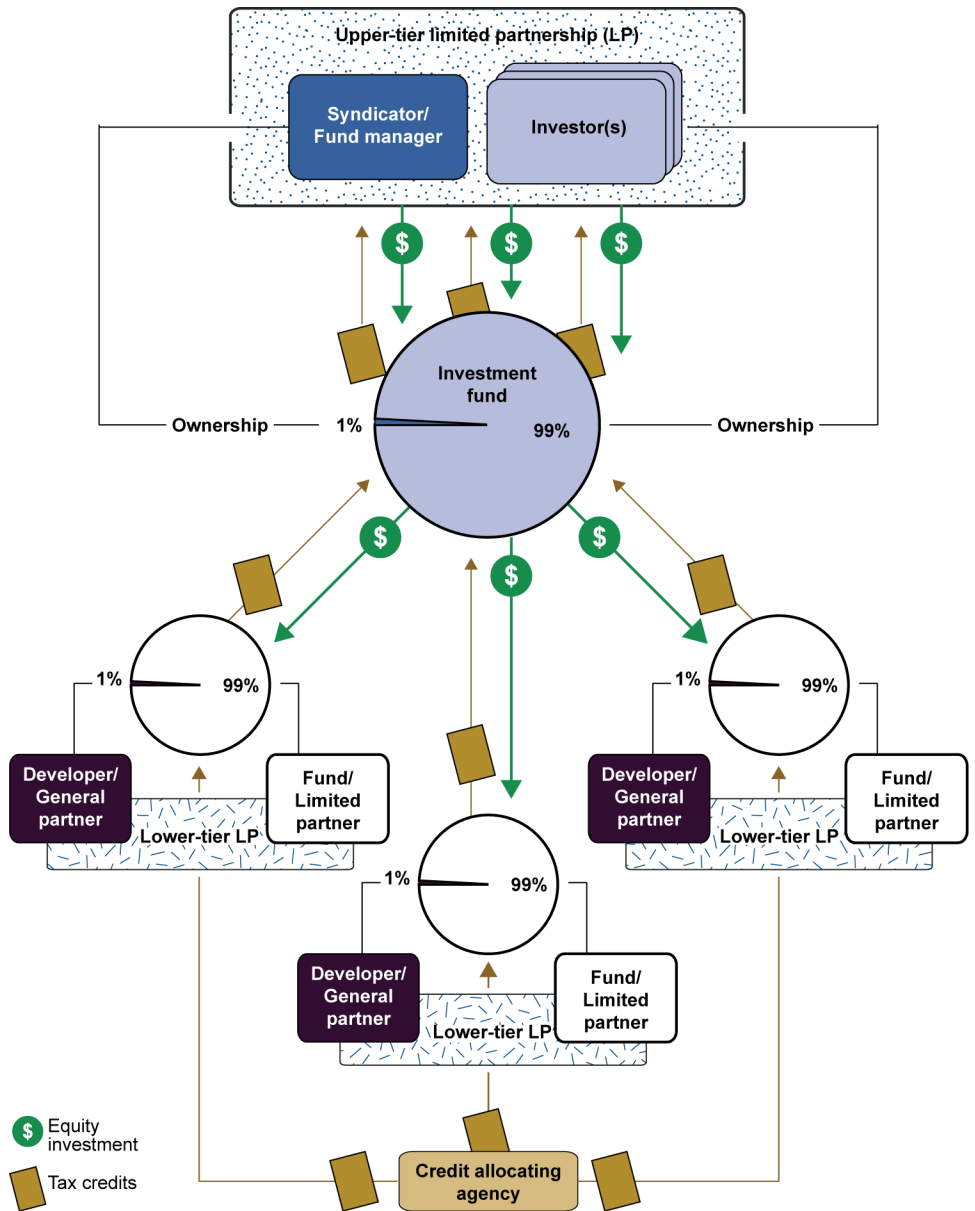 Upper-tier limited partnership (LP)
Syndicator/
Fund manager
Investor(s)
$
$
$
Investment
fund
Ownership
1%
99%
Ownership
$
$
$
1%
99%
Developer/
General
partner
Fund/
Limited
partner
Lower-tier LP
1%
99%
Developer/
General
partner
Fund/
Limited
partner
Lower-tier LP
1%
99%
Developer/
General
partner
Fund/
Limited
partner
Lower-tier LP
$ Equity
investment
Tax credits
Credit allocating
agency